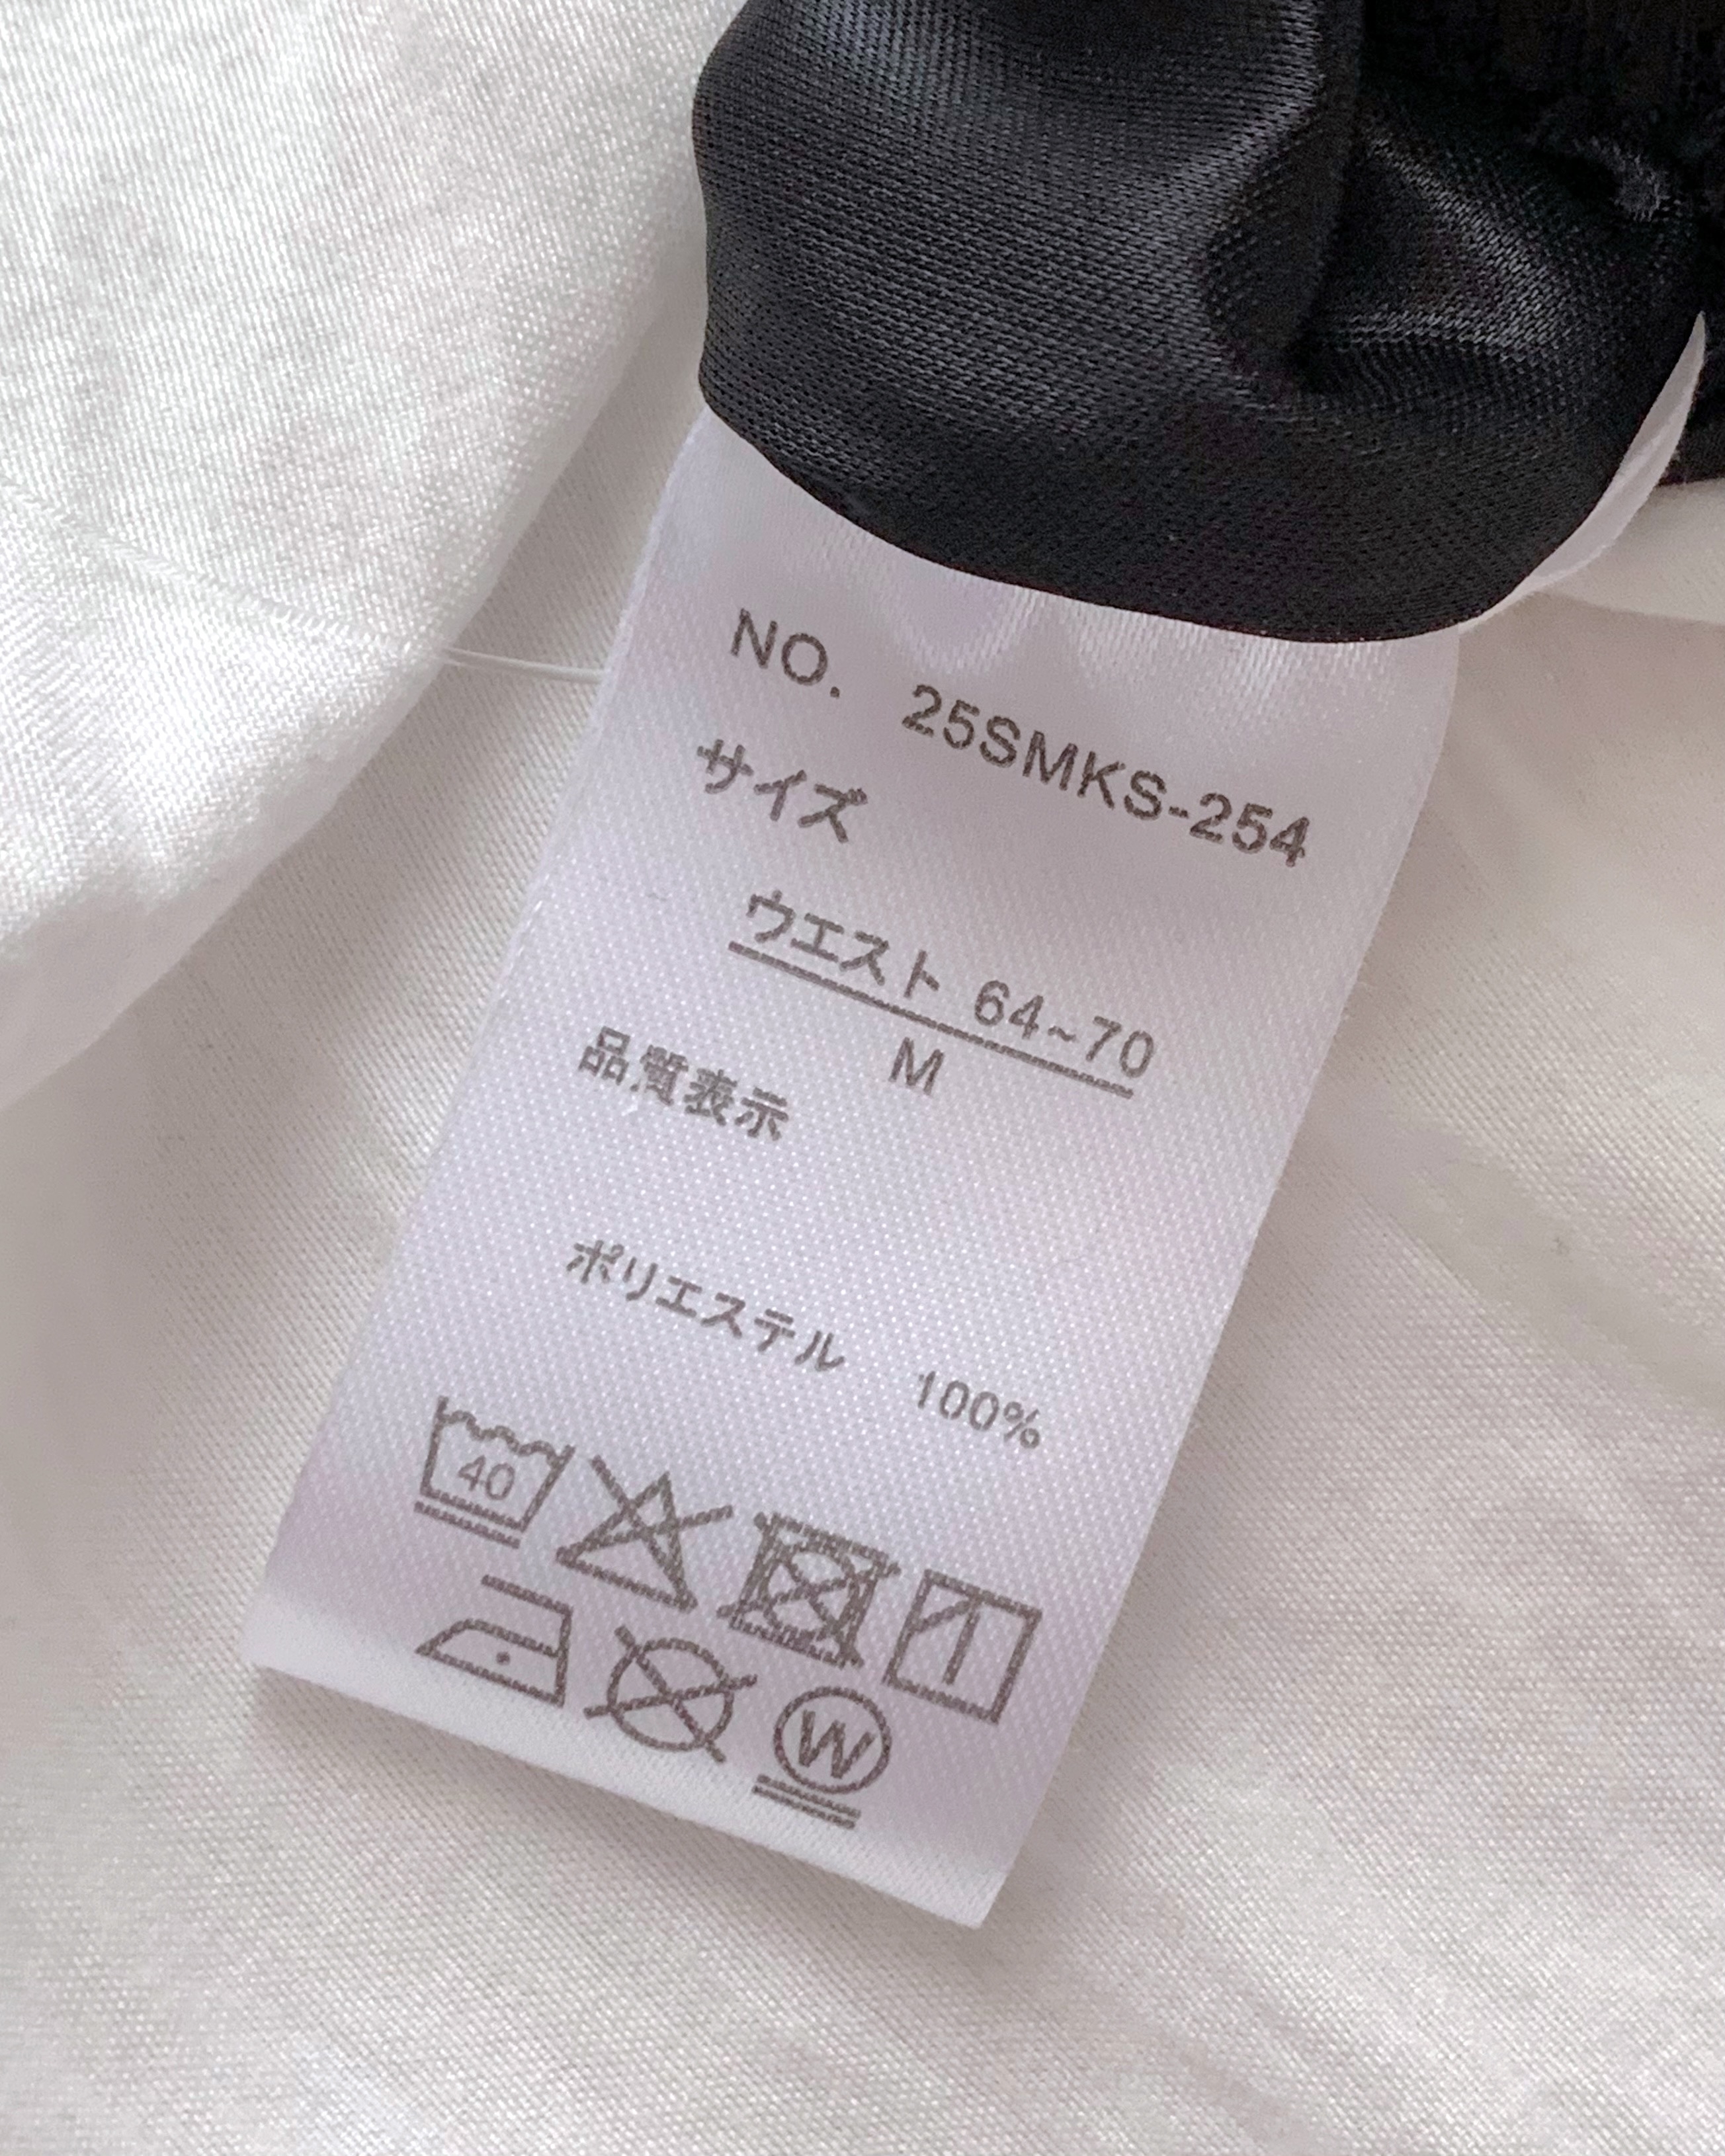 NO. 25SMKS-254
サイズ
ウエスト 64~70
M
品質表示
ポリエステル 100%
40
W